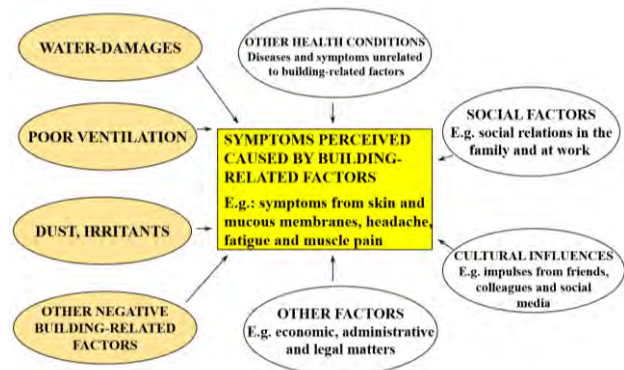 WATER-DAMAGES
POOR VENTILATION
DUST, IRRITANTS
OTHER NEGATIVE
BUILDING-RELATED
FACTORS
OTHER HEALTH CONDITIONS
Diseases and symptoms unrelated
to building-related factors
SYMPTOMS PERCEIVED
CAUSED BY BUILDING-
RELATED FACTORS
E.g.: symptoms from skin and
mucous membranes, headache,
fatigue and muscle pain
OTHER FACTORS
E.g. economic, administrative
and legal matters
SOCIAL FACTORS
E.g. social relations in the
family and at work
CULTURAL INFLUENCES
E.g. impulses from friends,
colleagues and social
media